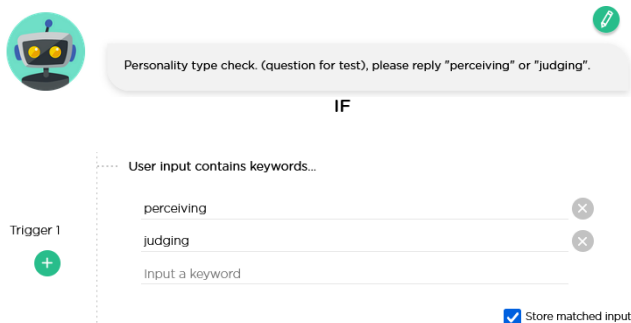 Personality type check. (question for test), please reply "perceiving" or "judging".
IF
User input contains keywords...
perceiving
Trigger 1
judging
Input a keyword
Store matched input